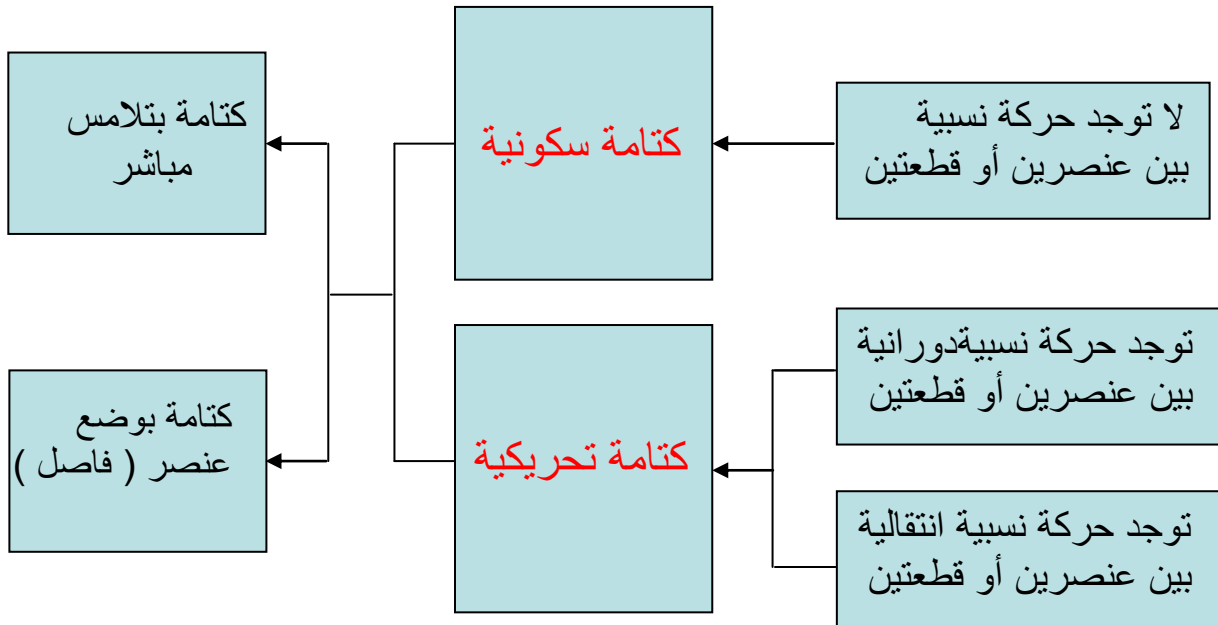 لا توجد حركة نسبية
بين عنصرين أو قطعتين
كتامة سكونية
كتامة بتلامس
مباشر
توجد حركة نسبيةدورانية
بين عنصرين أو قطعتين
توجد حركة نسبية انتقالية
بين عنصرين أو قطعتين
كتامة تحريكية
كتامة بوضع
عنصر ( فاصل )